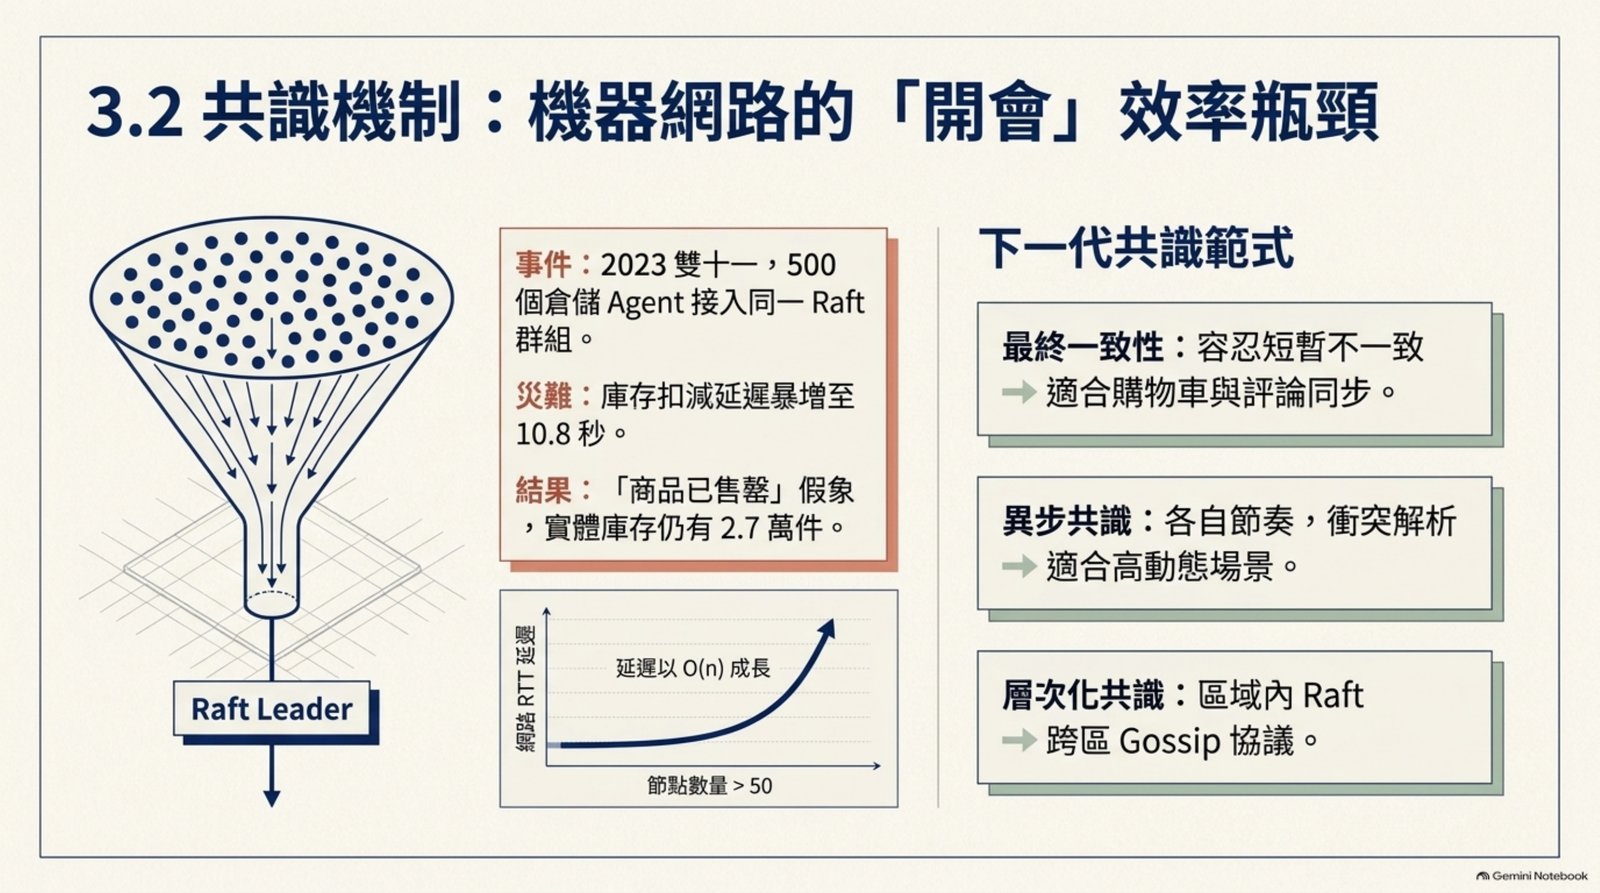 3.2 共識機制：機器網路的「開會」效率瓶頸
Raft Leader
事件：2023 雙十一，500
個倉儲 Agent 接入同一 Raft
群組。
災難：庫存扣減延遲暴增至
10.8 秒。
結果：「商品已售罄」假象
，實體庫存仍有 2.7 萬件。
網路 RTT 延遲
延遲以 O(n) 成長
節點數量 > 50
下一代共識範式
最終一致性：容忍短暫不一致
➡ 適合購物車與評論同步。
異步共識：各自節奏，衝突解析
➡ 適合高動態場景。
層次化共識：區域內 Raft
➡ 跨區 Gossip 協議。
Gemini Notebook